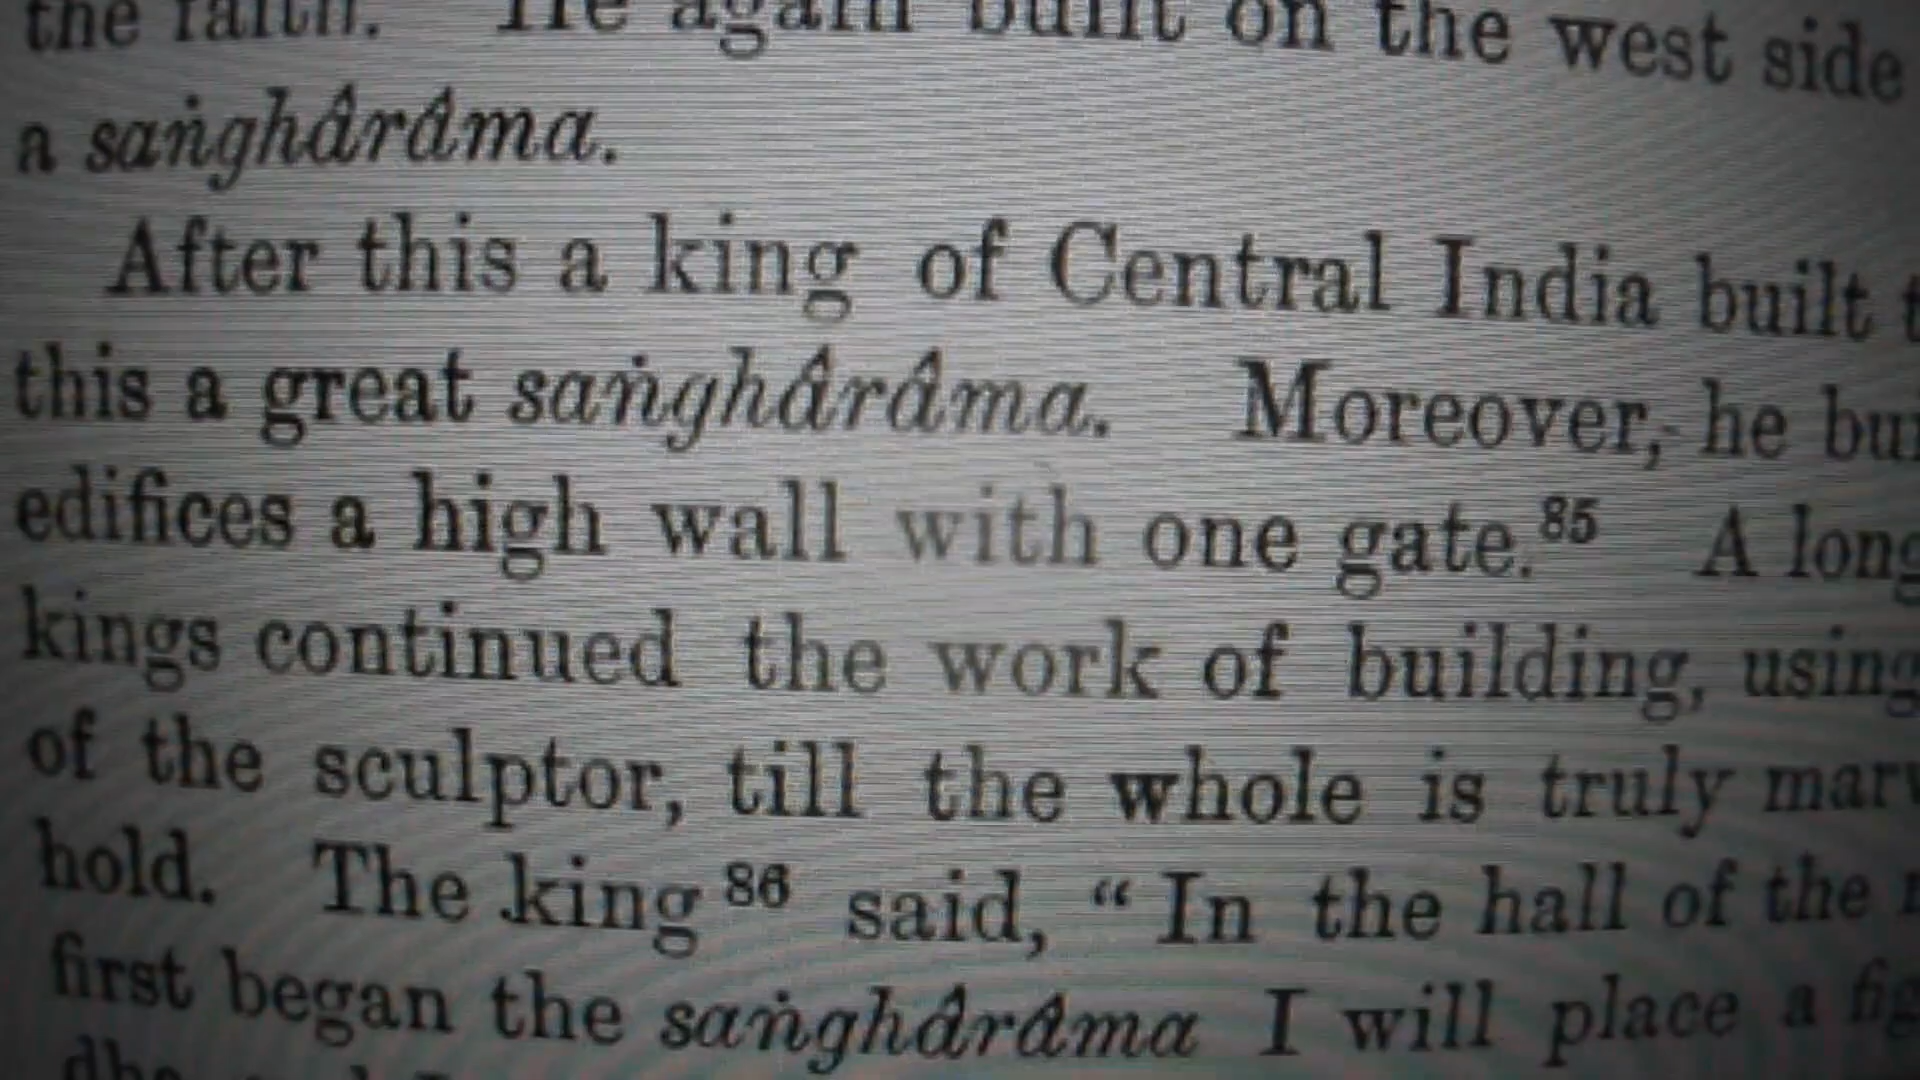 the faith. He again built on the west side
a saṅghârâma.
After this a king of Central India built
this a great saṅghârâma. Moreover, he
edifices a high wall with one gate.⁸⁵ A long
kings continued the work of building, using
of the sculptor, till the whole is truly
hold. The king ⁸⁶ said, “ In the hall of the
first began the saṅghârâma I will place a